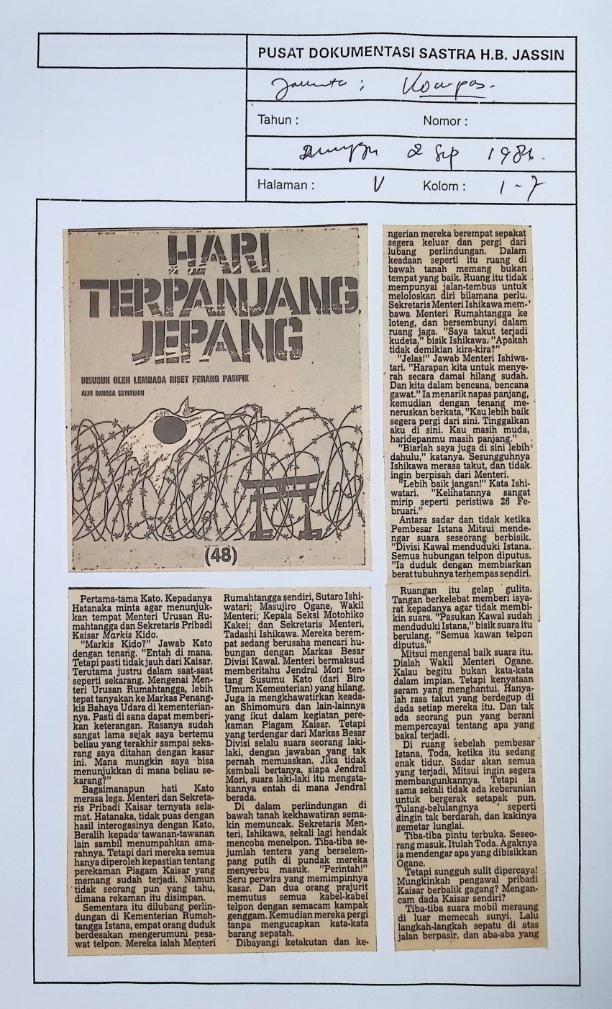 PUSAT DOKUMENTASI SASTRA H.B. JASSIN
Kompas.
Tahun :
Nomor :
Minggu 2 Sep 1984.
Halaman : V
Kolom : 1-7
HARI
TERPANJANG
JEPANG
DISUSUN OLEH LEMBAGA RISET PERANG PASIFIK
(48)
Pertama-tama Kato. Kepadanya
Hatanaka minta agar menunjuk-
kan tempat Menteri Urusan Ru-
mahtangga dan Sekretaris Pribadi
Kaisar Markis Kido.
"Markis Kido?" Jawab Kato
dengan tenang. "Entah di mana.
Tetapi pasti tidak jauh dari Kaisar.
Terutama justru dalam saat-saat
seperti sekarang. Mengenai Men-
teri Urusan Rumahtangga, lebih
tepat tanyakan ke Markas Penang-
kis Bahaya Udara di kementerian-
nya. Pasti di sana dapat memberi-
kan keterangan. Rasanya sudah
sangat lama sejak saya bertemu
beliau yang terakhir sampai seka-
rang saya ditahan dengan kasar
ini. Mana mungkin saya bisa
menunjukkan di mana beliau se-
karang?"
Bagaimanapun hati Kato
merasa lega. Menteri dan Sekreta-
ris Pribadi Kaisar ternyata sela-
mat. Hatanaka, tidak puas dengan
hasil interogasinya dengan Kato,
Beralih kepada tawanan-tawanan
lain sambil menumpahkan ama-
rahnya. Tetapi dari mereka semua
hanya diperoleh kepastian tentang
perekaman Piagam Kaisar yang
memang sudah terjadi. Namun
tidak seorang pun yang tahu,
dimana rekaman itu disimpan.
Sementara itu dilubang perlin-
dungan di Kementerian Rumah-
tangga Istana, empat orang duduk
berdesakan mengerumuni pesa-
wat telpon. Mereka ialah Menteri
Rumahtangga sendiri, Sutaro Ishi-
watari; Masujiro Ogane, Wakil
Menteri; Kepala Seksi Motohiko
Kakei; dan Sekretaris Menteri,
Tadashi Ishikawa. Mereka berem-
pat sedang berusaha mencari hu-
bungan dengan Markas Besar
Divisi Kawal. Menteri bermaksud
memberitahu Jendral Mori ten-
tang Susumu Kato (dari Biro
Umum Kementerian) yang hilang.
Juga ia mengkhawatirkan keada-
an Shimomura dan lain-lainnya
yang ikut dalam kegiatan pere-
kaman Piagam Kaisar. Tetapi
yang terdengar dari Markas Besar
Divisi selalu suara seorang laki-
laki, dengan jawaban yang tak
pernah memuaskan. Jika tidak
kembali bertanya, siapa Jendral
Mori, suara laki-laki itu mengata-
kannya entah di mana Jendral
berada.
Di dalam perlindungan di
bawah tanah kekhawatiran sema-
kin memuncak. Sekretaris Men-
teri, Ishikawa, sekali lagi hendak
mencoba menelpon. Tiba-tiba se-
jumlah tentera yang berselem-
pang putih di pundak mereka
menyerbu masuk. "Perintah!"
Seru perwira yang memimpinnya
kasar. Dan dua orang prajurit
memutus semua kabel-kabel
telpon dengan semacam kampak
genggam. Kemudian mereka pergi
tanpa mengucapkan kata-kata
barang sepatah.
Dibayangi ketakutan dan ke-
ngerian mereka berempat sepakat
segera keluar dan pergi dari
lubang perlindungan. Dalam
keadaan seperti itu ruang di
bawah tanah memang bukan
tempat yang baik. Ruang itu tidak
mempunyai jalan-tembus untuk
meloloskan diri bilamana perlu.
Sekretaris Menteri Ishikawa mem-
bawa Menteri Rumahtangga ke
loteng, dan bersembunyi dalam
ruang jaga. "Saya takut terjadi
kudeta," bisik Ishikawa. "Apakah
tidak demikian kira-kira?"
"Jelas!" Jawab Menteri Ishiwa-
tari. "Harapan kita untuk menye-
rah secara damai hilang sudah.
Dan kita dalam bencana, bencana
gawat." Ia menarik napas panjang,
kemudian dengan tenang me-
neruskan berkata, "Kau lebih baik
segera pergi dari sini. Tinggalkan
aku di sini. Kau masih muda,
haridepanmu masih panjang."
"Biarlah saya juga di sini lebih
dahulu," katanya. Sesungguhnya
Ishikawa merasa takut, dan tidak
ingin berpisah dari Menteri.
"Lebih baik jangan!" Kata Ishi-
watari. "Kelihatannya sangat
mirip seperti peristiwa 26 Fe-
bruari."
Antara sadar dan tidak ketika
Pembesar Istana Mitsui mende-
ngar suara seseorang berbisik.
"Divisi Kawal menduduki Istana.
Semua hubungan telpon diputus.
"Ia duduk dengan membiarkan
berat tubuhnya terhempas sendiri.
Ruangan itu gelap gulita.
Tangan berkelebat memberi isya-
rat kepadanya agar tidak membi-
kin suara. "Pasukan Kawal sudah
menduduki Istana," bisik suara itu
berulang, "Semua kawan telpon
diputus."
Mitsui mengenal baik suara itu.
Dialah Wakil Menteri Ogane.
Kalau begitu bukan kata-kata
dalam impian. Tetapi kenyataan
seram yang menghantui. Hanya-
lah rasa takut yang berdegup di
dada setiap mereka itu. Dan tak
ada seorang pun yang berani
mempercayai tentang apa yang
bakal terjadi.
Di ruang sebelah pembesar
Istana, Toda, ketika itu sedang
enak tidur. Sadar akan semua
yang terjadi, Mitsui ingin segera
membangunkannya. Tetapi ia
sama sekali tidak ada keberanian
untuk bergerak setapak pun.
Tulang-belulangnya seperti
dingin tak berdarah, dan kakinya
gemetar lunglai.
Tiba-tiba pintu terbuka. Seseo-
rang masuk. Itulah Toda. Agaknya
ia mendengar apa yang dibisikkan
Ogane.
Tetapi sungguh sulit dipercaya!
Mungkinkah pengawal pribadi
Kaisar berbalik gagang? Mengan-
cam dada Kaisar sendiri?
Tiba-tiba suara mobil meraung
di luar memecah sunyi. Lalu
langkah-langkah sepatu di atas
jalan berpasir, dan aba-aba yang